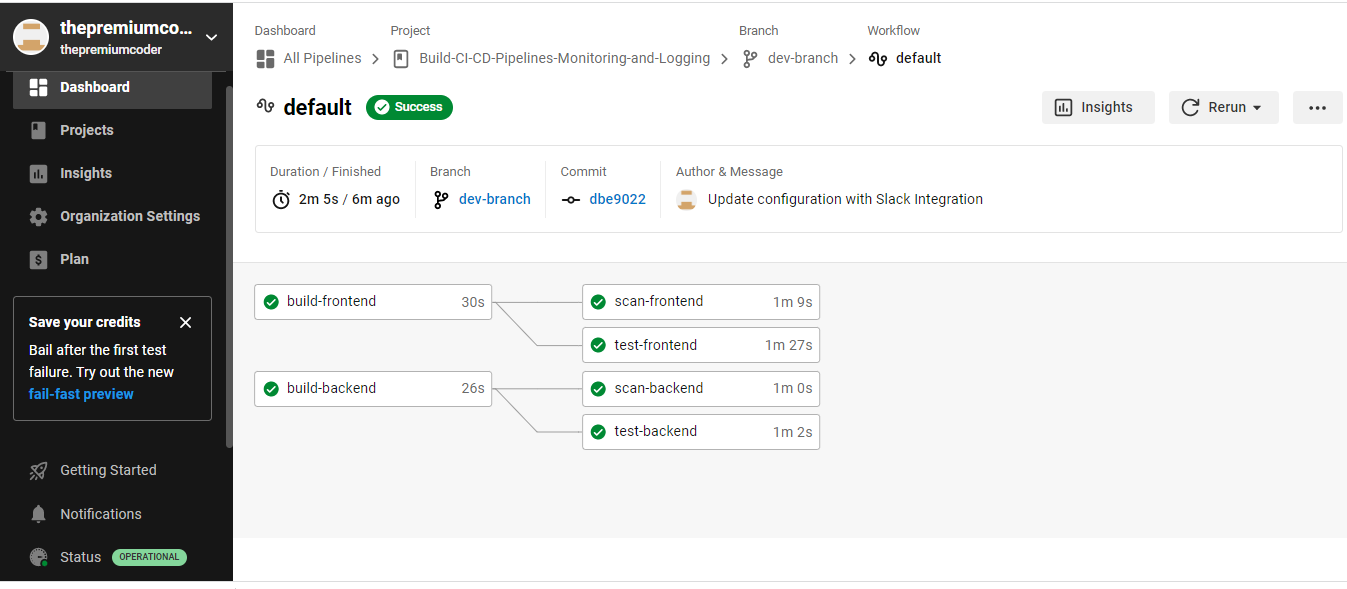 thepremiumco...
thepremiumcoder
Dashboard
Projects
Insights
Organization Settings
Plan
Save your credits
Bail after the first test
failure. Try out the new
fail-fast preview
Getting Started
Notifications
Status OPERATIONAL
Dashboard Project Branch Workflow
All Pipelines Build-CI-CD-Pipelines-Monitoring-and-Logging dev-branch default
default Success Insights Rerun
Duration / Finished Branch Commit Author & Message
2m 5s / 6m ago dev-branch dbe9022 Update configuration with Slack Integration
build-frontend 30s scan-frontend 1m 9s
test-frontend 1m 27s
build-backend 26s scan-backend 1m 0s
test-backend 1m 2s